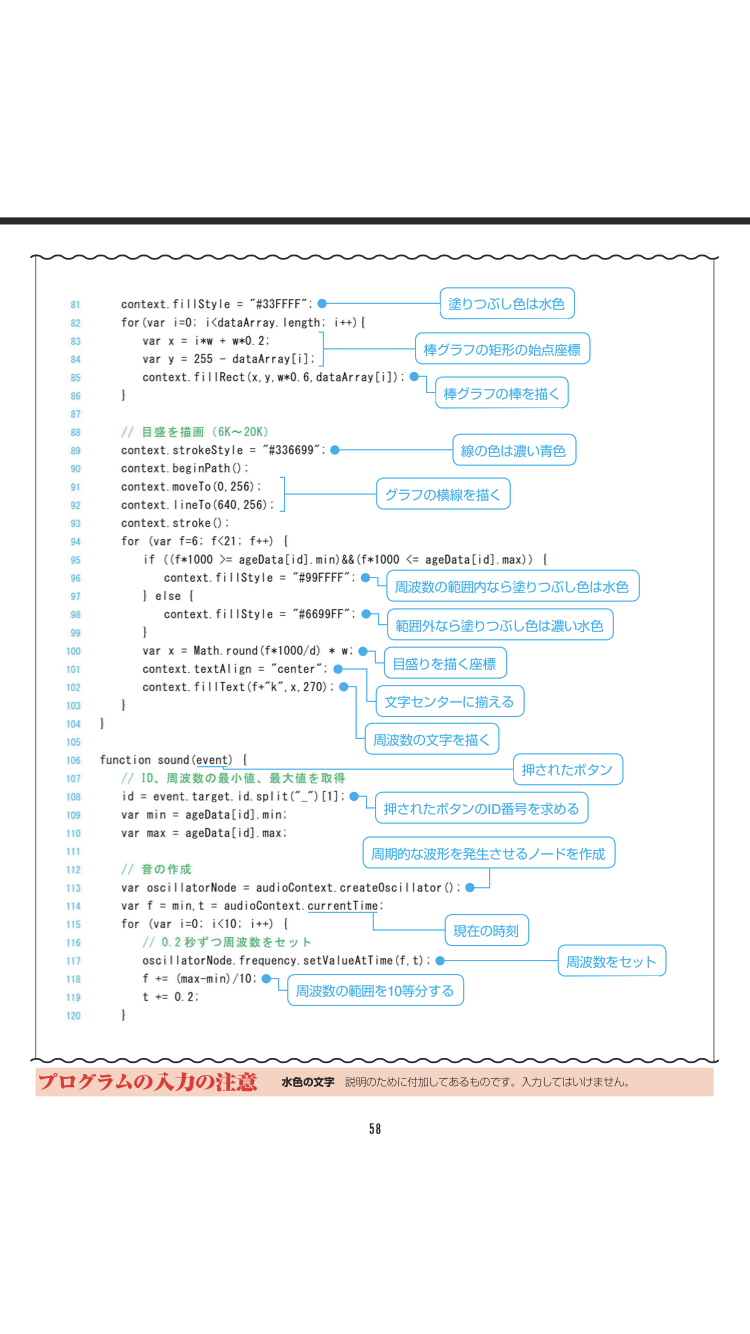 81 context.fillStyle = "#33FFFF"; 塗りつぶし色は水色
82 for(var i=0; i<dataArray.length; i++){
83 var x = i*w + w*0.2;
84 var y = 255 - dataArray[i]; 棒グラフの矩形の始点座標
85 context.fillRect(x,y,w*0.6,dataArray[i]); 棒グラフの棒を描く
86 }
87
88 // 目盛を描画（6K～20K）
89 context.strokeStyle = "#336699"; 線の色は濃い青色
90 context.beginPath();
91 context.moveTo(0,256); グラフの横線を描く
92 context.lineTo(640,256);
93 context.stroke();
94 for (var f=6; f<21; f++) {
95 if ((f*1000 >= ageData[id].min)&&(f*1000 <= ageData[id].max)) {
96 context.fillStyle = "#99FFFF"; 周波数の範囲内なら塗りつぶし色は水色
97 } else {
98 context.fillStyle = "#6699FF"; 範囲外なら塗りつぶし色は濃い水色
99 }
100 var x = Math.round(f*1000/d) * w; 目盛りを描く座標
101 context.textAlign = "center"; 文字センターに揃える
102 context.fillText(f+"k",x,270); 周波数の文字を描く
103 }
104 }
105
106 function sound(event) { 押されたボタン
107 // ID、周波数の最小値、最大値を取得
108 id = event.target.id.split("_")[1]; 押されたボタンのID番号を求める
109 var min = ageData[id].min;
110 var max = ageData[id].max;
111
112 // 音の作成
113 var oscillatorNode = audioContext.createOscillator(); 周期的な波形を発生させるノードを作成
114 var f = min,t = audioContext.currentTime; 現在の時刻
115 for (var i=0; i<10; i++) {
116 // 0.2秒ずつ周波数をセット
117 oscillatorNode.frequency.setValueAtTime(f,t); 周波数をセット
118 f += (max-min)/10; 周波数の範囲を10等分する
119 t += 0.2;
120 }
プログラムの入力の注意 水色の文字 説明のために付加してあるものです。入力してはいけません。
58